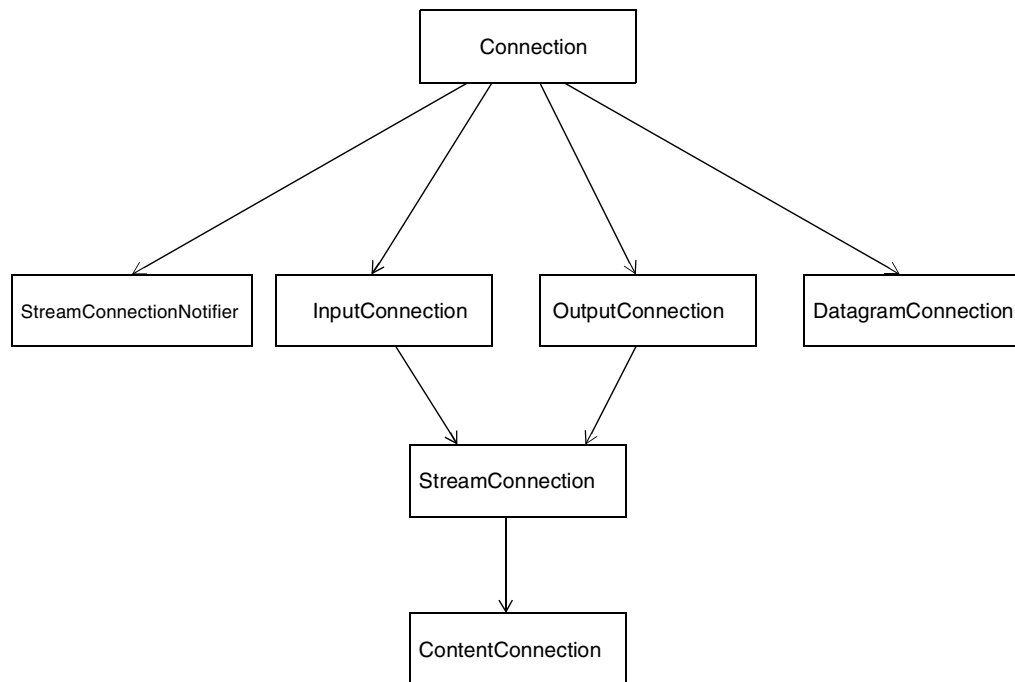 Connection
StreamConnectionNotifier
InputConnection
OutputConnection
DatagramConnection
StreamConnection
ContentConnection